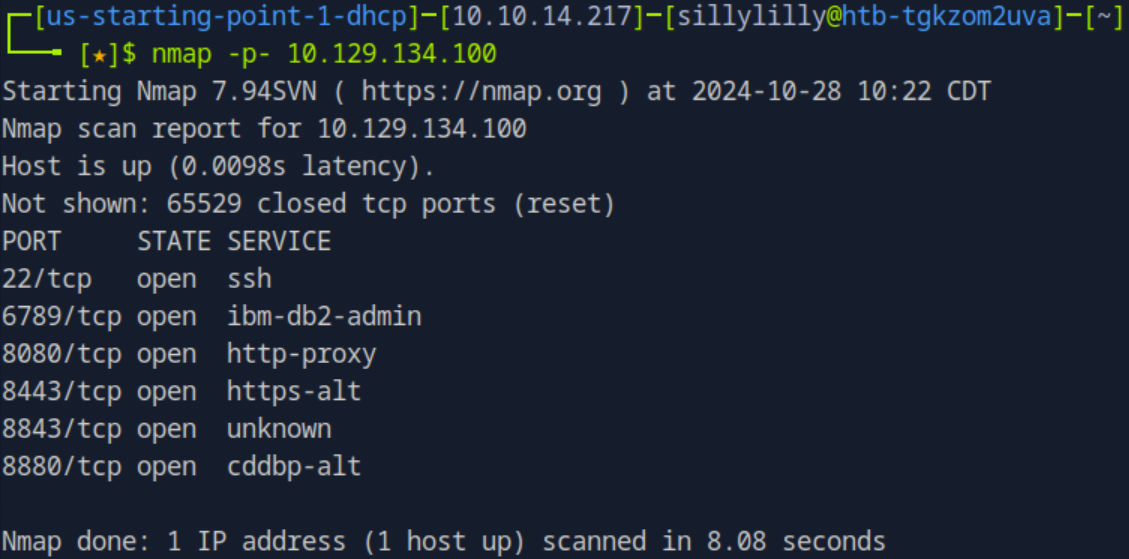 ┌─[us-starting-point-1-dhcp]─[10.10.14.217]─[sillylilly@htb-tgkzom2uva]─[~]
└──╼ [★]$ nmap -p- 10.129.134.100
Starting Nmap 7.94SVN ( https://nmap.org ) at 2024-10-28 10:22 CDT
Nmap scan report for 10.129.134.100
Host is up (0.0098s latency).
Not shown: 65529 closed tcp ports (reset)
PORT     STATE SERVICE
22/tcp   open  ssh
6789/tcp open  ibm-db2-admin
8080/tcp open  http-proxy
8443/tcp open  https-alt
8843/tcp open  unknown
8880/tcp open  cddbp-alt
Nmap done: 1 IP address (1 host up) scanned in 8.08 seconds